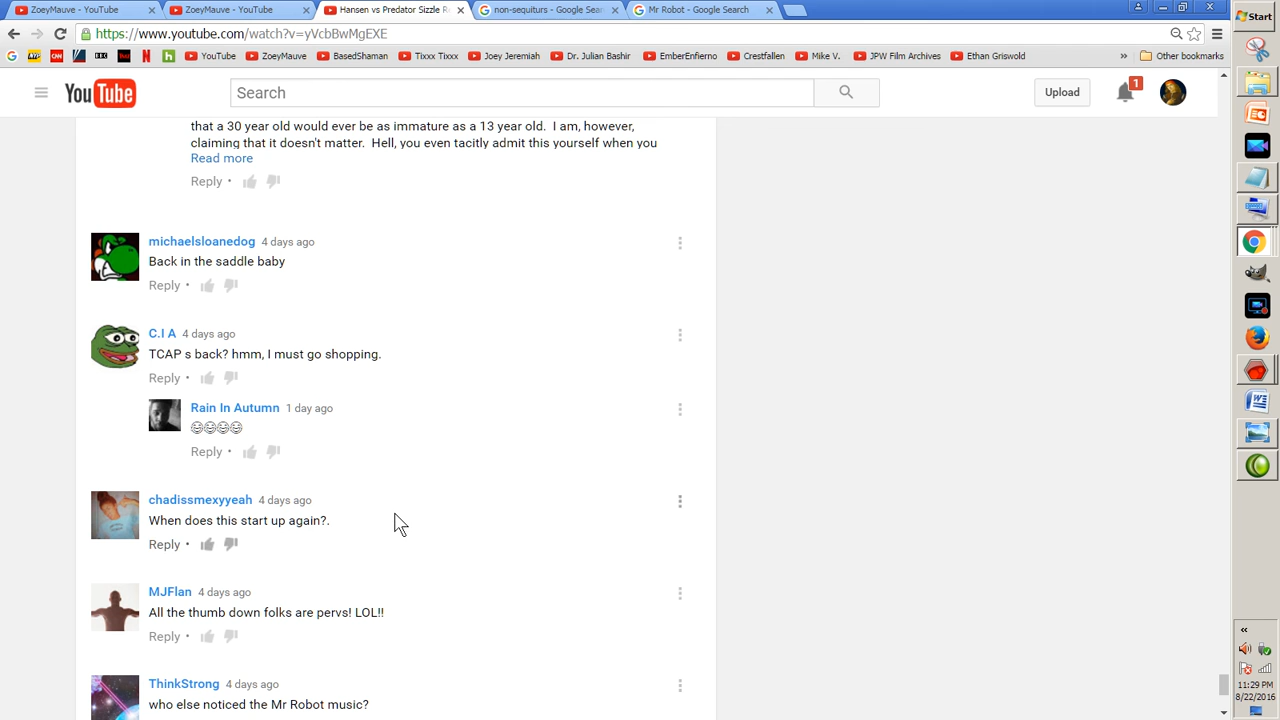 ZoeyMauve - YouTube
ZoeyMauve - YouTube
Hansen vs Predator Sizzle Re
non-sequiturs - Google Sear
Mr Robot - Google Search
https://www.youtube.com/watch?v=yVcbBwMgEXE
YouTube
ZoeyMauve
BasedShaman
Tixxx Tixxx
Joey Jeremiah
Dr. Julian Bashir
EmberEnfierno
Crestfallen
Mike V.
JPW Film Archives
Ethan Griswold
»
Other bookmarks
Start
YouTube
Search
Upload
1
that a 30 year old would ever be as immature as a 13 year old. I am, however,
claiming that it doesn't matter. Hell, you even tacitly admit this yourself when you
Read more
Reply •
michaelsloanedog 4 days ago
Back in the saddle baby
Reply •
C.I A 4 days ago
TCAP s back? hmm, I must go shopping.
Reply •
Rain In Autumn 1 day ago
😄😄😄😄
Reply •
chadissmexyyeah 4 days ago
When does this start up again?.
Reply •
MJFlan 4 days ago
All the thumb down folks are pervs! LOL!!
Reply •
ThinkStrong 4 days ago
who else noticed the Mr Robot music?
«
11:29 PM
8/22/2016